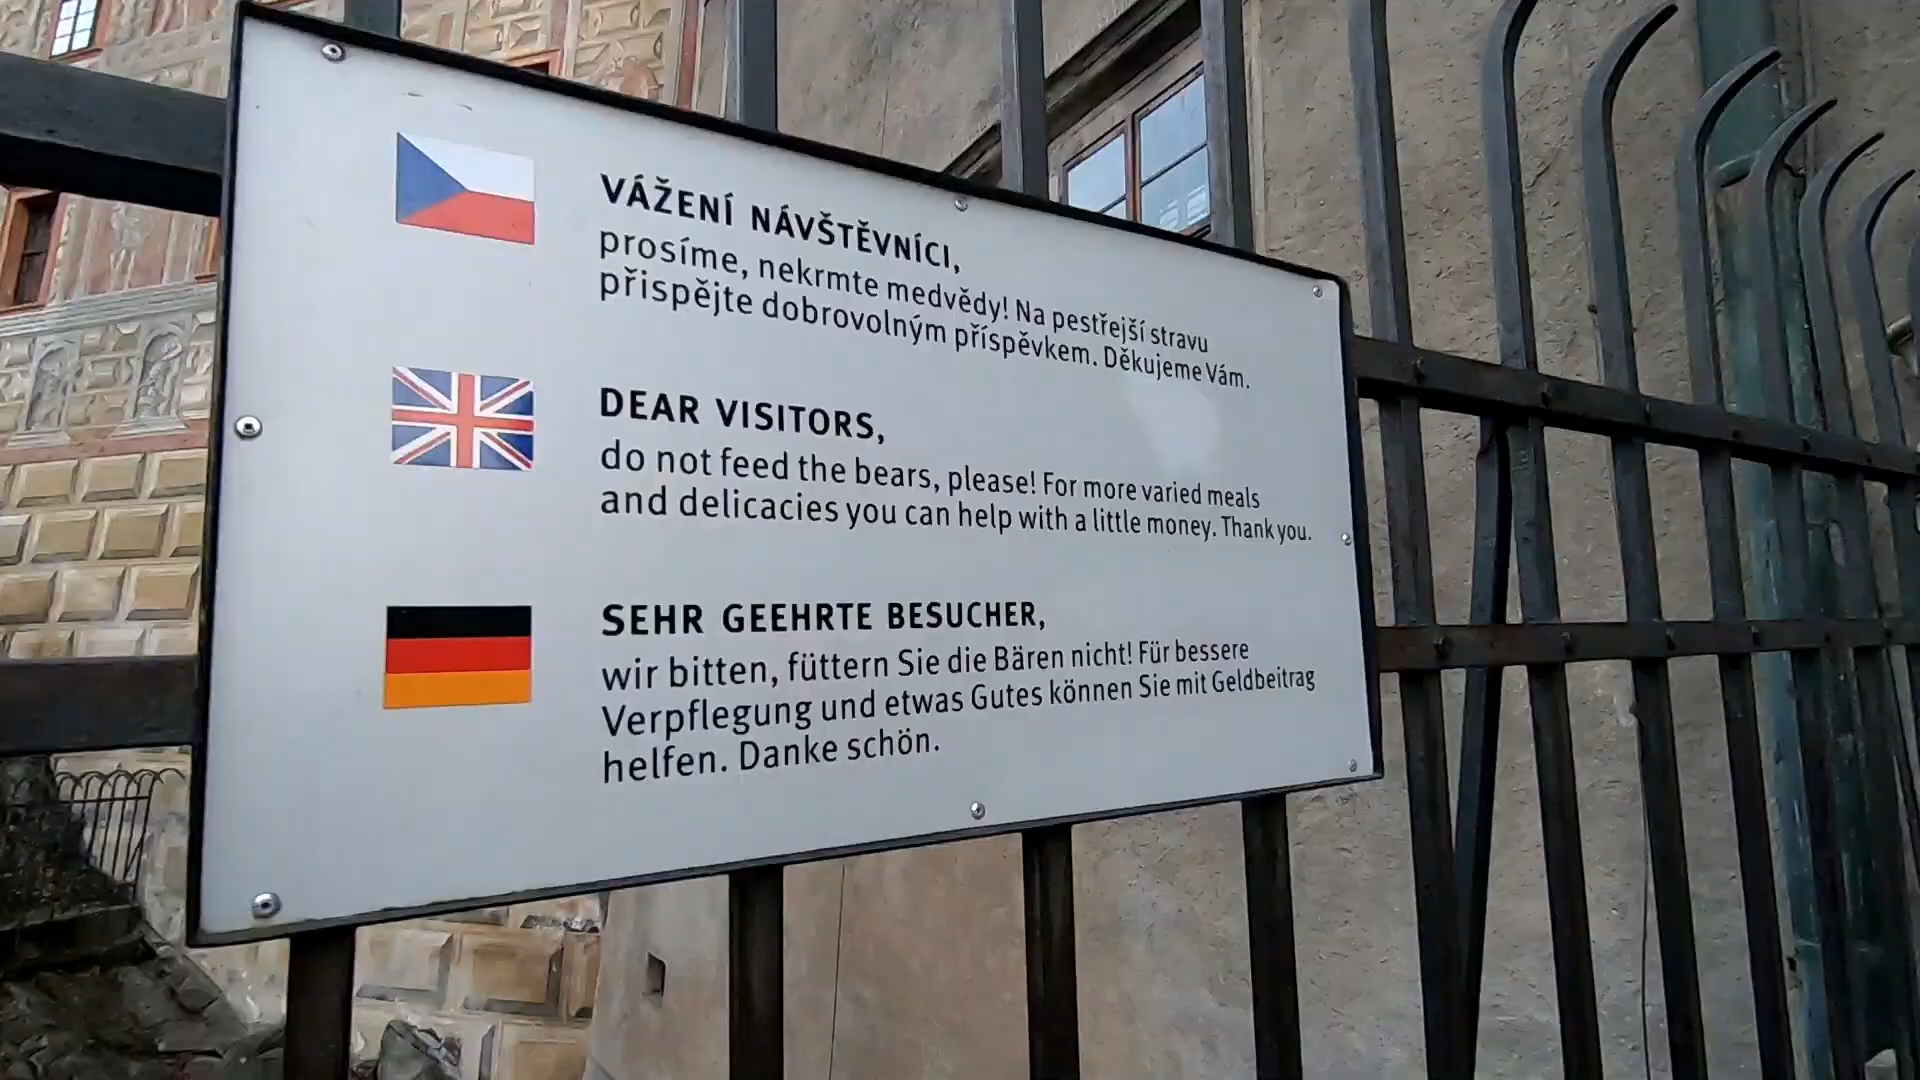 VÁŽENÍ NÁVŠTĚVNÍCI,
prosíme, nekrmte medvědy! Na pestřejší stravu
přispějte dobrovolným příspěvkem. Děkujeme Vám.
DEAR VISITORS,
do not feed the bears, please! For more varied meals
and delicacies you can help with a little money. Thank you.
SEHR GEEHRTE BESUCHER,
wir bitten, füttern Sie die Bären nicht! Für bessere
Verpflegung und etwas Gutes können Sie mit Geldbeitrag
helfen. Danke schön.